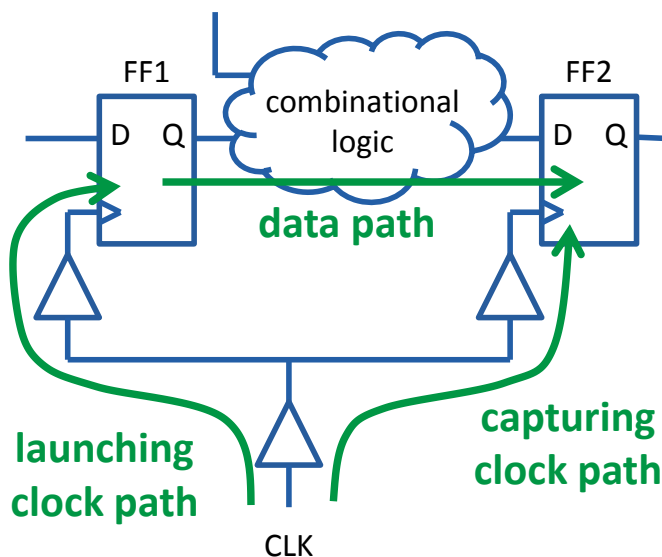 FF1
FF2
combinational
logic
D Q
D Q
data path
launching
clock path
capturing
clock path
CLK